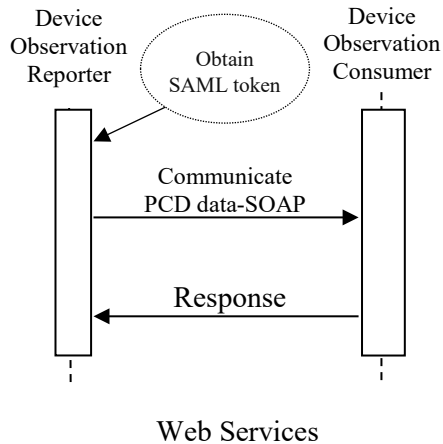 Device
Observation
Reporter
Obtain
SAML token
Device
Observation
Consumer
Communicate
PCD data-SOAP
Response
Web Services